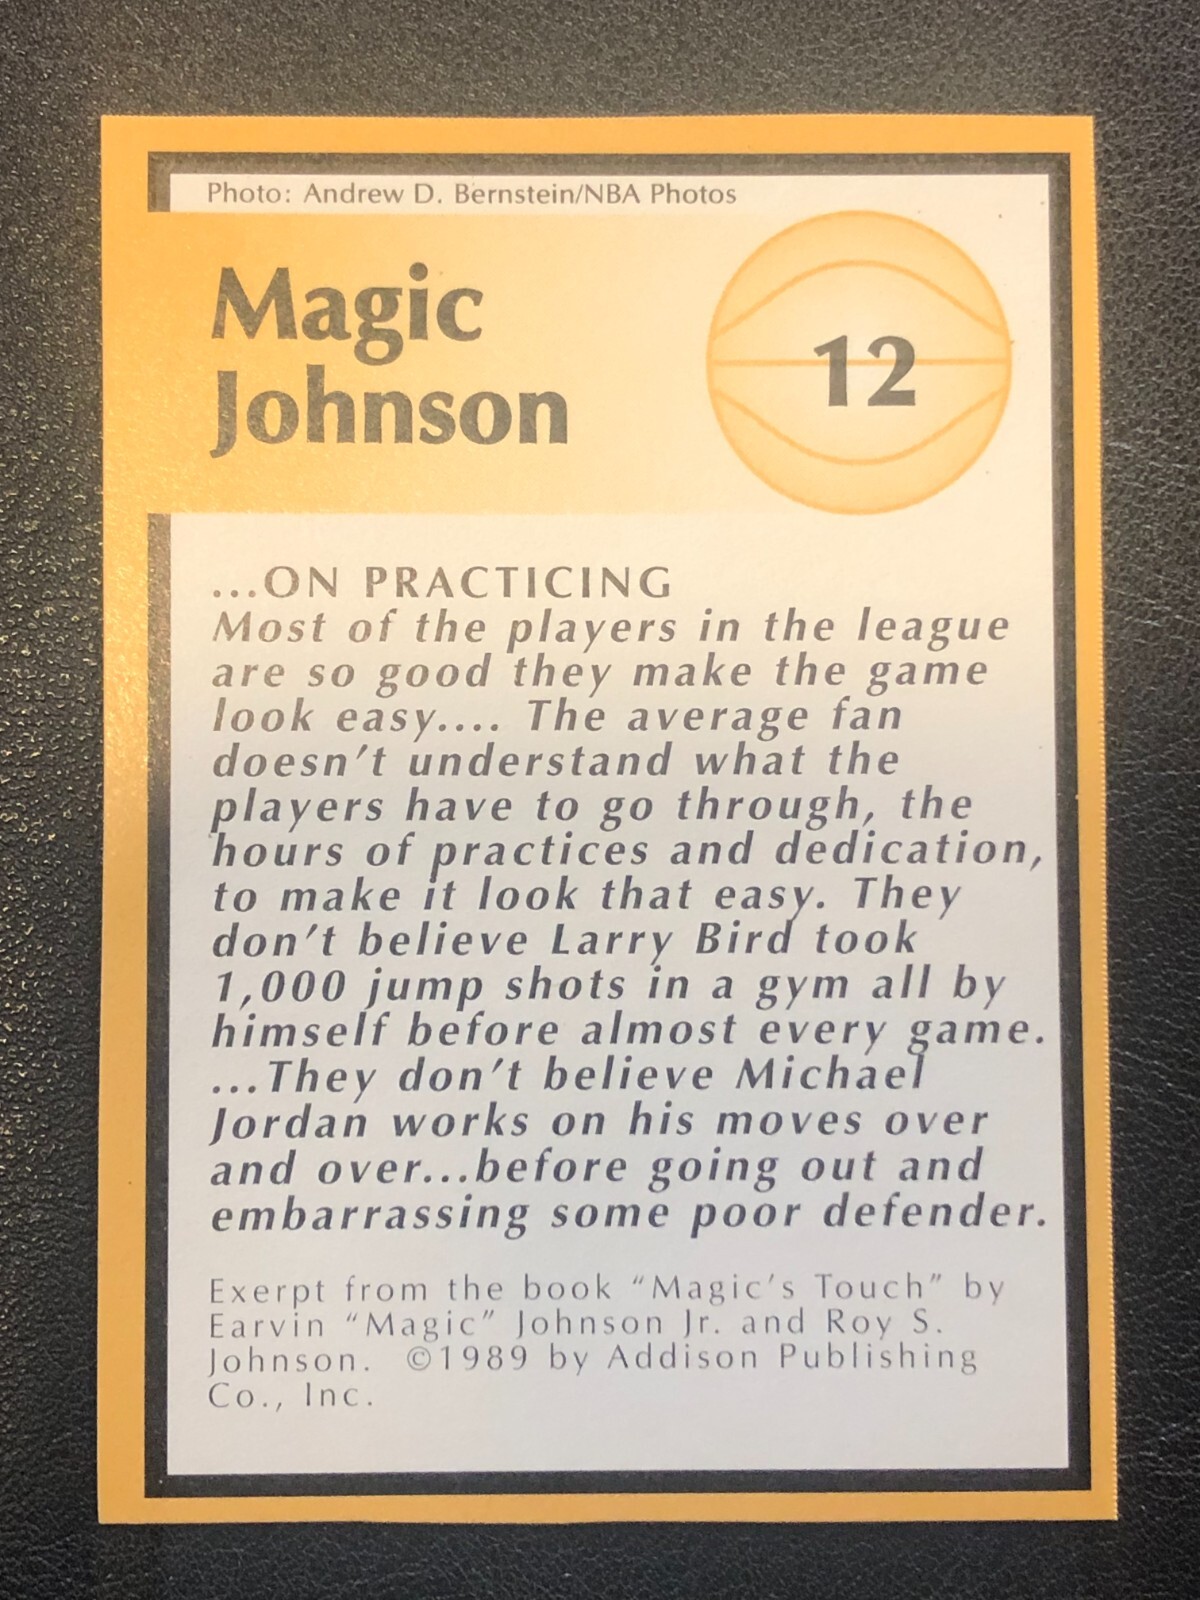 Photo: Andrew D. Bernstein/NBA Photos
Magic
Johnson
12
...ON PRACTICING
Most of the players in the league
are so good they make the game
look easy.... The average fan
doesn't understand what the
players have to go through, the
hours of practices and dedication,
to make it look that easy. They
don't believe Larry Bird took
1,000 jump shots in a gym all by
himself before almost every game.
...They don't believe Michael
Jordan works on his moves over
and over...before going out and
embarrassing some poor defender.
Exerpt from the book “Magic's Touch” by
Earvin “Magic” Johnson Jr. and Roy S.
Johnson. ©1989 by Addison Publishing
Co., Inc.